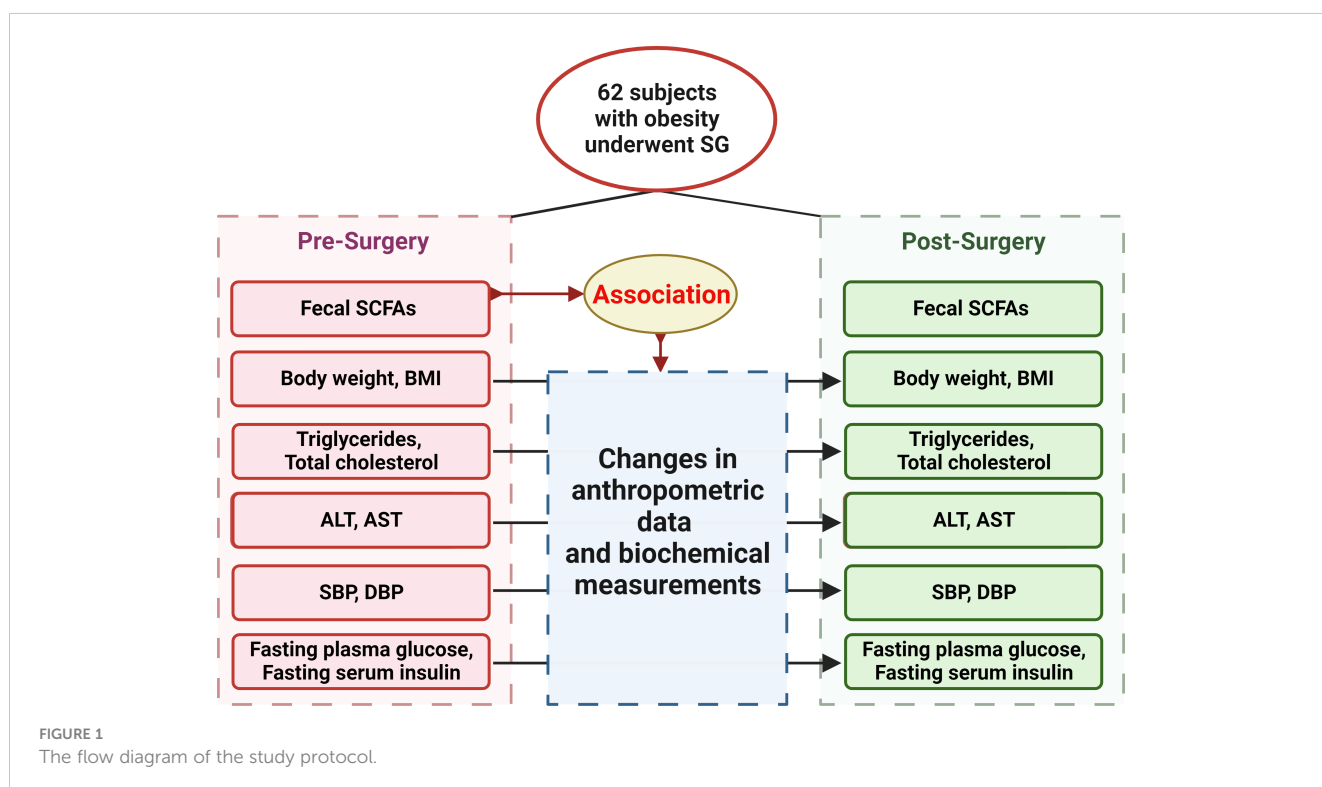 62 subjects
with obesity
underwent SG
Pre-Surgery
Fecal SCFAs
Body weight, BMI
Triglycerides,
Total cholesterol
ALT, AST
SBP, DBP
Fasting plasma glucose,
Fasting serum insulin
Association
Changes in
anthropometric
data
and biochemical
measurements
Post-Surgery
Fecal SCFAs
Body weight, BMI
Triglycerides,
Total cholesterol
ALT, AST
SBP, DBP
Fasting plasma glucose,
Fasting serum insulin
FIGURE 1
The flow diagram of the study protocol.